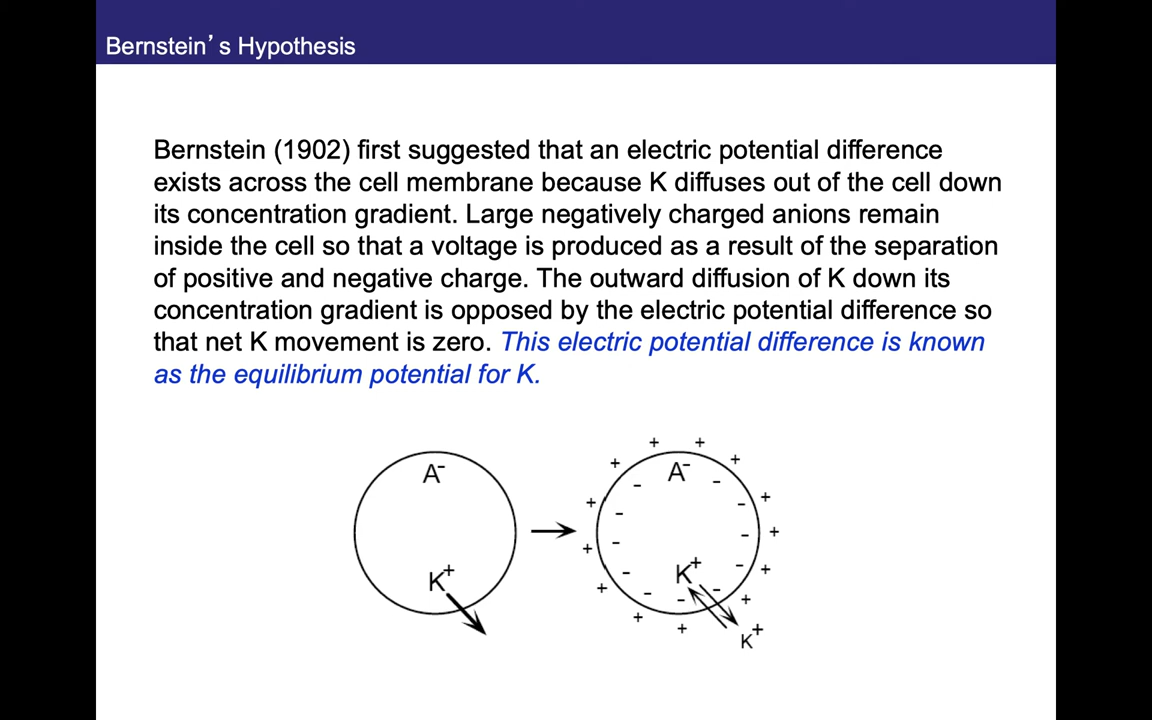 Bernstein’s Hypothesis
Bernstein (1902) first suggested that an electric potential difference
exists across the cell membrane because K diffuses out of the cell down
its concentration gradient. Large negatively charged anions remain
inside the cell so that a voltage is produced as a result of the separation
of positive and negative charge. The outward diffusion of K down its
concentration gradient is opposed by the electric potential difference so
that net K movement is zero. This electric potential difference is known
as the equilibrium potential for K.
A⁻
K⁺
+ + + + + + + + + + + + + +
A⁻
- - - - - - - - - - -
K⁺
K⁺